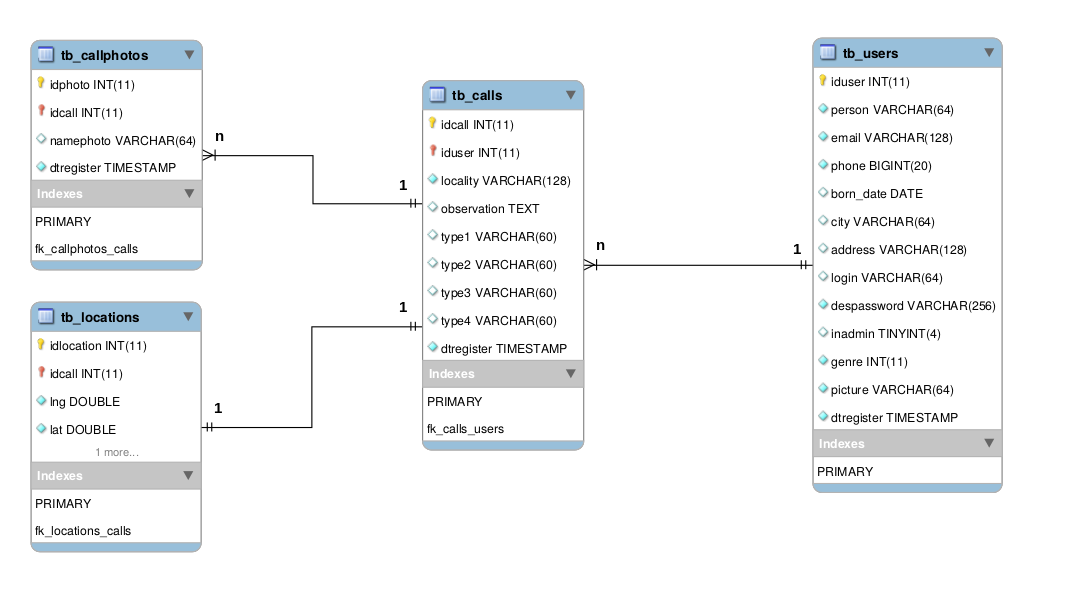 tb_callphotos
idphoto INT(11)
idcall INT(11)
namephoto VARCHAR(64)
dtregister TIMESTAMP
Indexes
PRIMARY
fk_callphotos_calls
n
1
tb_locations
idlocation INT(11)
idcall INT(11)
lng DOUBLE
lat DOUBLE
1 more...
Indexes
PRIMARY
fk_locations_calls
1
1
tb_calls
idcall INT(11)
iduser INT(11)
locality VARCHAR(128)
observation TEXT
type1 VARCHAR(60)
type2 VARCHAR(60)
type3 VARCHAR(60)
type4 VARCHAR(60)
dtregister TIMESTAMP
Indexes
PRIMARY
fk_calls_users
n
1
tb_users
iduser INT(11)
person VARCHAR(64)
email VARCHAR(128)
phone BIGINT(20)
born_date DATE
city VARCHAR(64)
address VARCHAR(128)
login VARCHAR(64)
despassword VARCHAR(256)
inadmin TINYINT(4)
genre INT(11)
picture VARCHAR(64)
dtregister TIMESTAMP
Indexes
PRIMARY